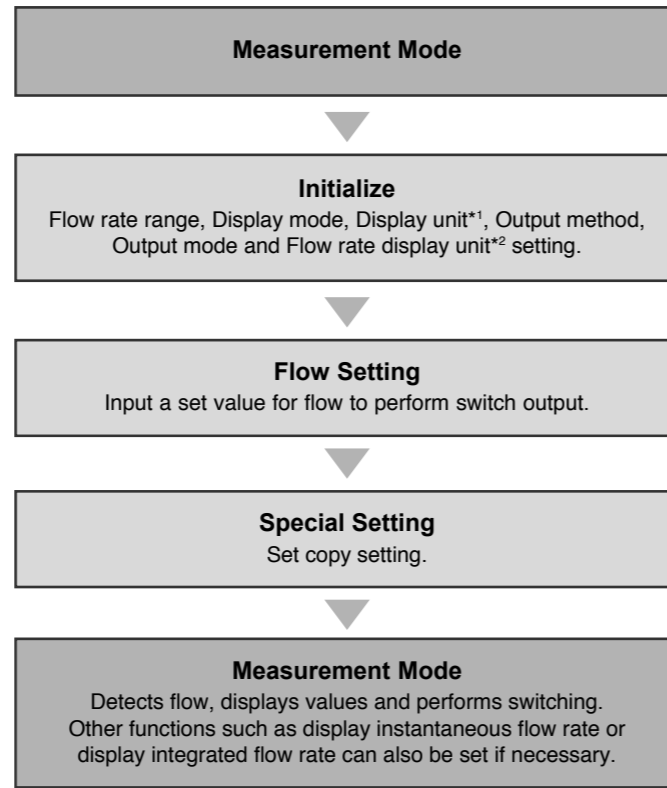 Measurement Mode
Initialize
Flow rate range, Display mode, Display unit*1, Output method,
Output mode and Flow rate display unit*2 setting.
Flow Setting
Input a set value for flow to perform switch output.
Special Setting
Set copy setting.
Measurement Mode
Detects flow, displays values and performs switching.
Other functions such as display instantaneous flow rate or
display integrated flow rate can also be set if necessary.